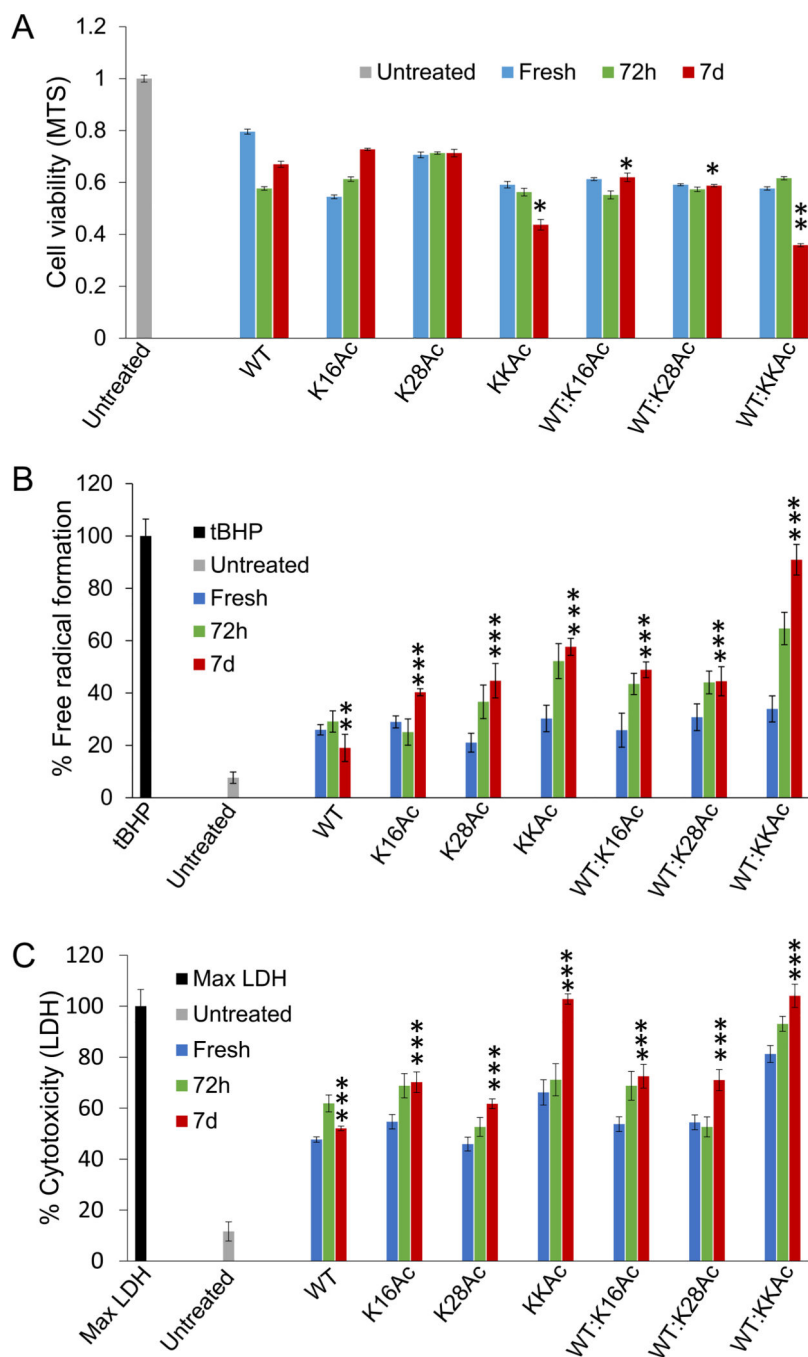 A
Cell viability (MTS)
1.2
1
0.8
0.6
0.4
0.2
0
Untreated Fresh 72h 7d
*
*
*
**
Untreated
WT
K16Ac
K28Ac
KKAc
WT:K16Ac
WT:K28Ac
WT:KKAc
B
% Free radical formation
120
100
80
60
40
20
0
tBHP
Untreated
Fresh
72h
7d
**
***
***
***
***
***
***
tBHP
Untreated
WT
K16Ac
K28Ac
KKAc
WT:K16Ac
WT:K28Ac
WT:KKAc
C
% Cytotoxicity (LDH)
120
100
80
60
40
20
0
Max LDH
Untreated
Fresh
72h
7d
***
***
***
***
***
***
***
Max LDH
Untreated
WT
K16Ac
K28Ac
KKAc
WT:K16Ac
WT:K28Ac
WT:KKAc